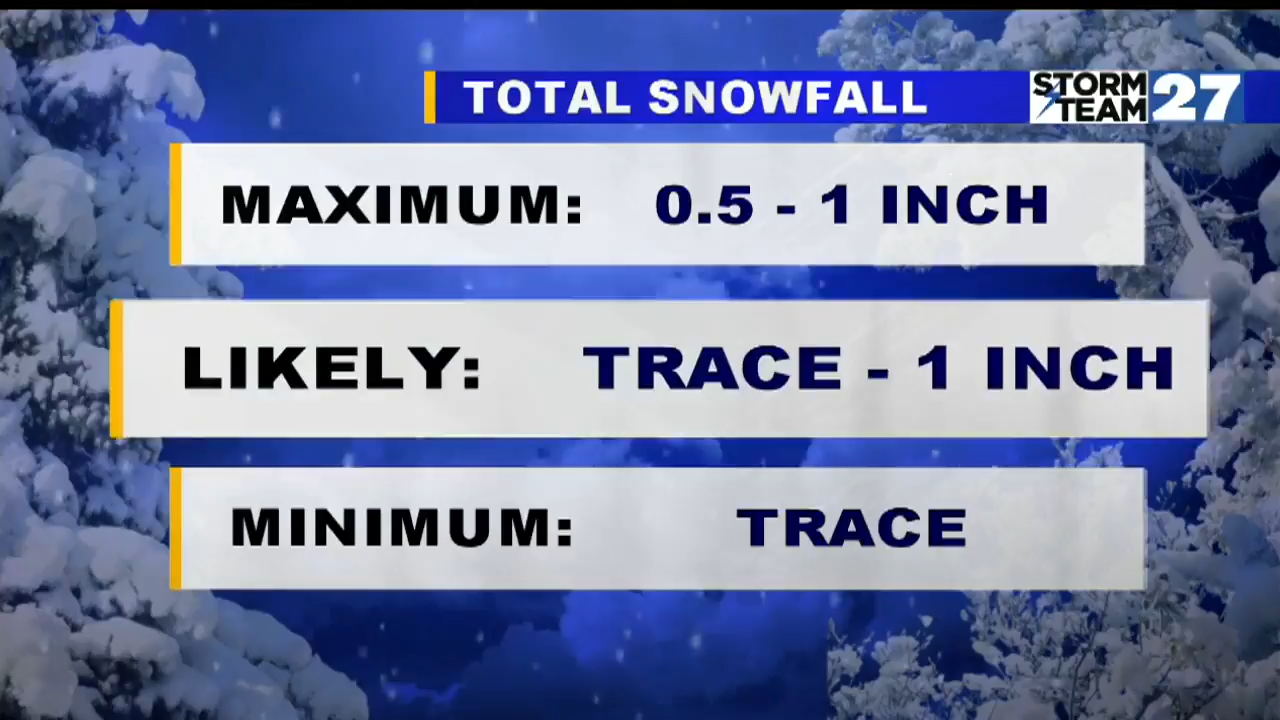 TOTAL SNOWFALL
STORM TEAM 27
MAXIMUM: 0.5 - 1 INCH
LIKELY: TRACE - 1 INCH
MINIMUM: TRACE